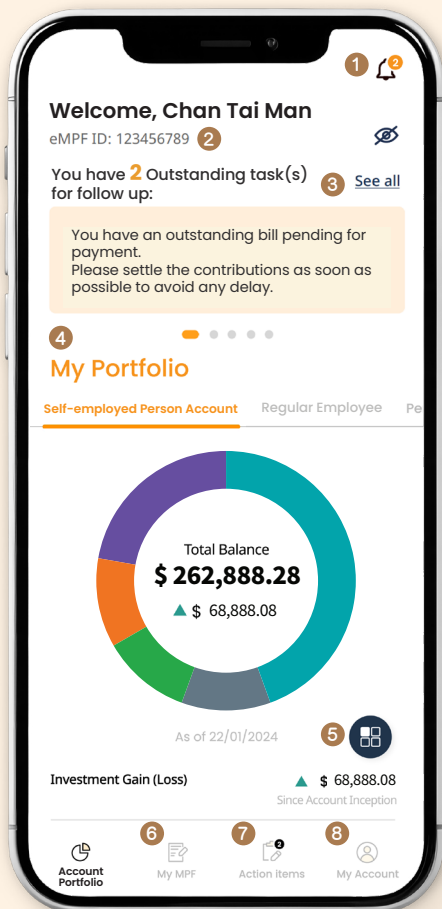 1
2
Welcome, Chan Tai Man
eMPF ID: 123456789 2
You have 2 Outstanding task(s)
for follow up:
3 See all
You have an outstanding bill pending for
payment.
Please settle the contributions as soon as
possible to avoid any delay.
4
My Portfolio
Self-employed Person Account Regular Employee Pe
Total Balance
$ 262,888.28
▲ $ 68,888.08
As of 22/01/2024
5
Investment Gain (Loss) ▲ $ 68,888.08
Since Account Inception
6 7 8
2
Account
Portfolio
My MPF
Action items
My Account